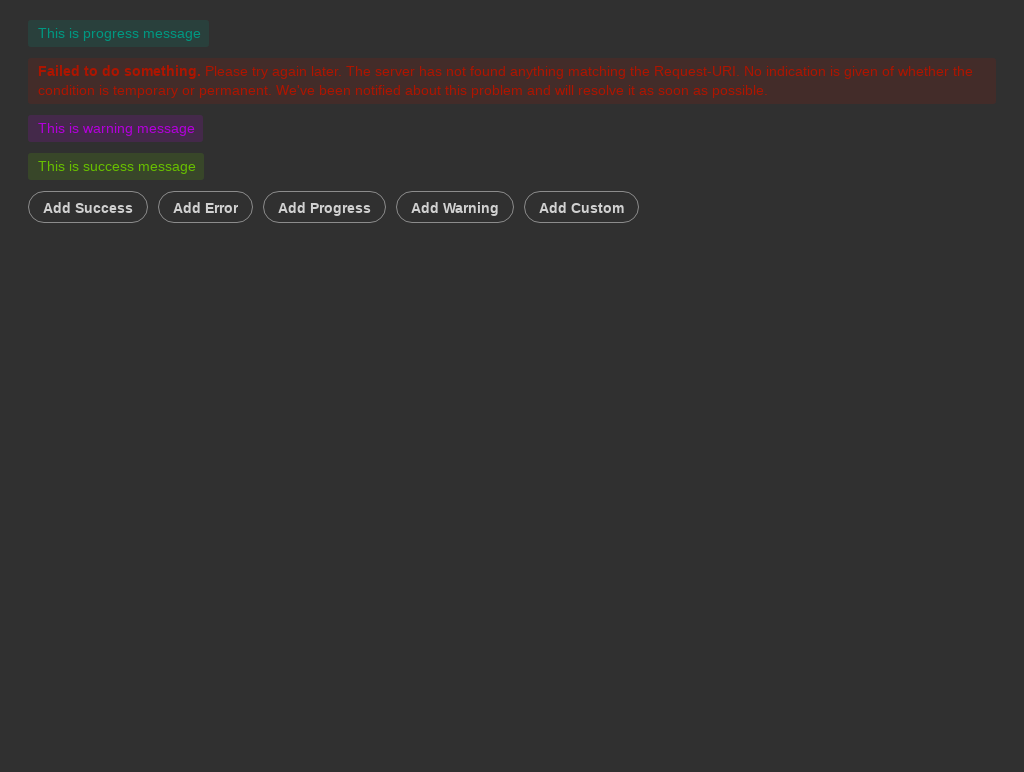 This is progress message
Failed to do something. Please try again later. The server has not found anything matching the Request-URI. No indication is given of whether the
condition is temporary or permanent. We've been notified about this problem and will resolve it as soon as possible.
This is warning message
This is success message
Add Success Add Error Add Progress Add Warning Add Custom